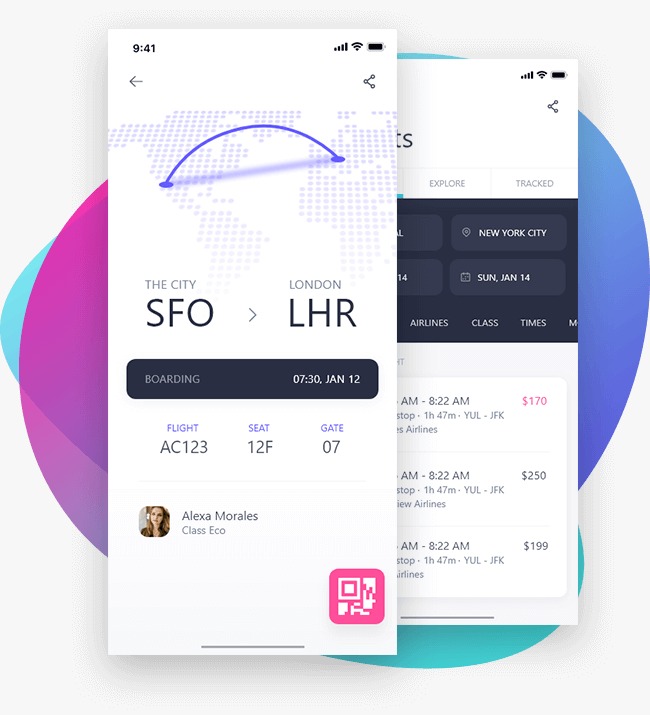 9:41
THE CITY
LONDON
SFO
LHR
BOARDING
07:30, JAN 12
FLIGHT
SEAT
GATE
AC123
12F
07
Alexa Morales
Class Eco
ts
EXPLORE
TRACKED
AL
NEW YORK CITY
14
SUN, JAN 14
AIRLINES
CLASS
TIMES
M
HT
AM - 8:22 AM
$170
stop · 1h 47m · YUL - JFK
es Airlines
AM - 8:22 AM
$250
stop · 1h 47m · YUL - JFK
iew Airlines
AM - 8:22 AM
$199
stop · 1h 47m · YUL - JFK
irlines